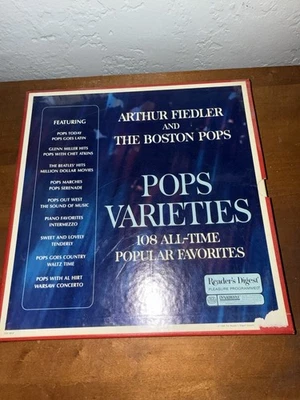 FEATURING
POPS TODAY
POPS GOES LATIN
GLENN MILLER HITS
POPS WITH CHET ATKINS
THE BEATLES' HITS
MILLION DOLLAR MOVIES
POPS MARCHES
POPS SERENADE
POPS OUT WEST
THE SOUND OF MUSIC
PIANO FAVORITES
INTERMEZZO
SWEET AND LOVELY
TENDERLY
POPS GOES COUNTRY
WALTZ TIME
POPS WITH AL HIRT
WARSAW CONCERTO
ARTHUR FIEDLER
AND
THE BOSTON POPS
POPS
VARIETIES
108 ALL-TIME
POPULAR FAVORITES
Reader's Digest
PLEASURE PROGRAMMED